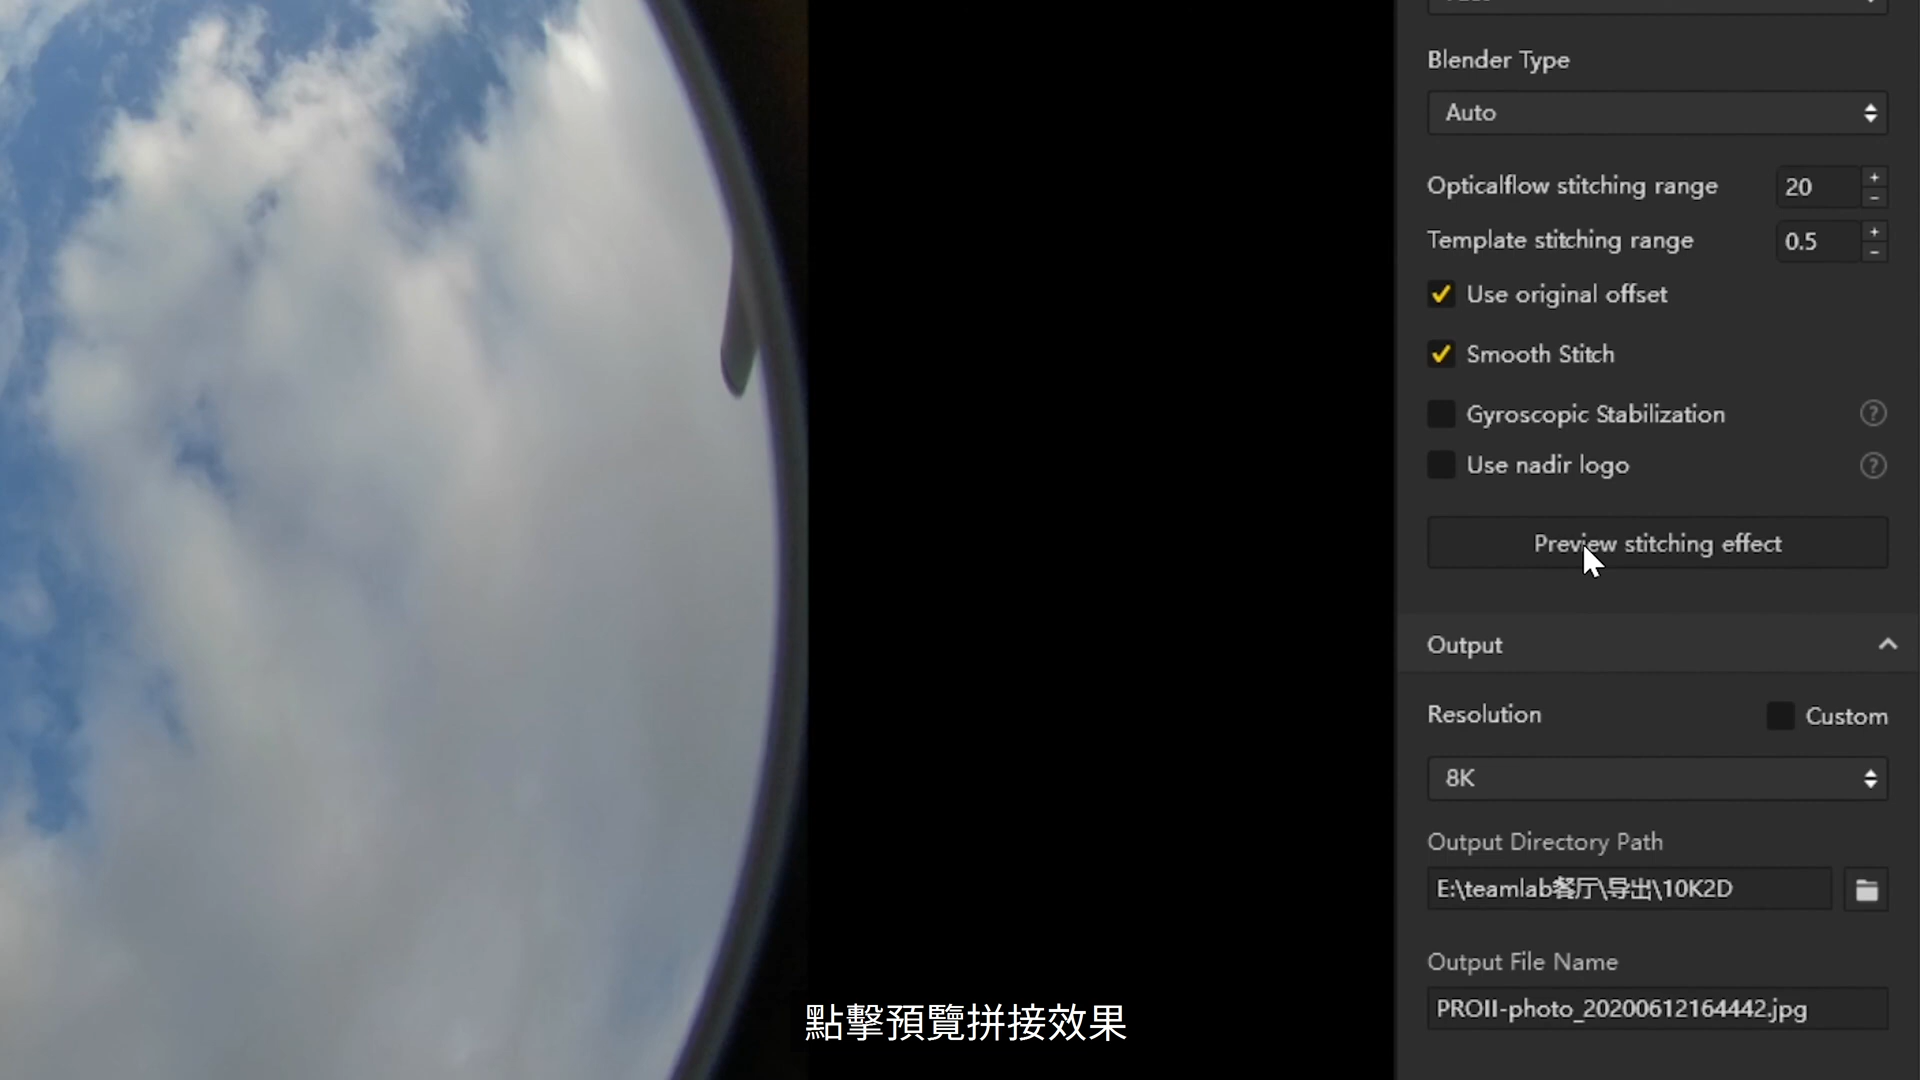 Blender Type
Auto
Opticalflow stitching range 20
Template stitching range 0.5
Use original offset
Smooth Stitch
Gyroscopic Stabilization
Use nadir logo
Preview stitching effect
Output
Resolution Custom
8K
Output Directory Path
E:\teamlab餐厅\导出\10K2D
Output File Name
PROII-photo_20200612164442.jpg
點擊預覽拼接效果